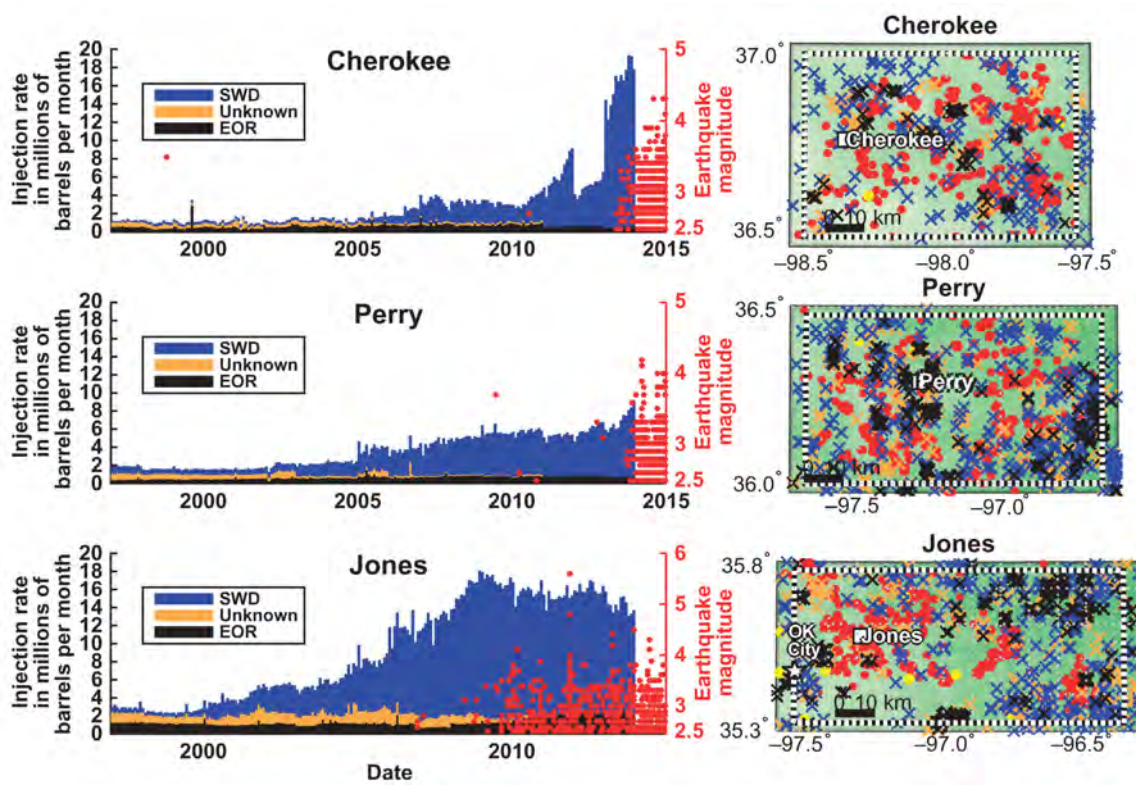 Cherokee
Injection rate
in millions of
barrels per month
20
18
16
14
12
10
8
6
4
2
0
SWD
Unknown
EOR
5
4
3
2.5
Earthquake
magnitude
2000
2005
2010
2015
Cherokee
37.0°
36.5°
Cherokee
0 10 km
–98.5°
–98.0°
–97.5°
Perry
Injection rate
in millions of
barrels per month
20
18
16
14
12
10
8
6
4
2
0
SWD
Unknown
EOR
5
4
3
2.5
Earthquake
magnitude
2000
2005
2010
2015
Perry
36.5°
36.0°
Perry
km
–97.5°
–97.0°
Jones
Injection rate
in millions of
barrels per month
20
18
16
14
12
10
8
6
4
2
0
SWD
Unknown
EOR
6
5
4
3
2.5
Earthquake
magnitude
2000
2010
2015
Date
Jones
35.8°
35.3°
OK
City
Jones
0 10 km
–97.5°
–97.0°
–96.5°